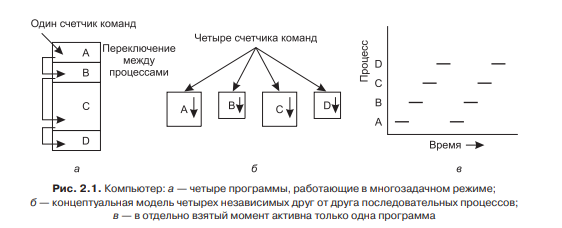 Один счетчик команд
A
B
C
D
Переключение
между
процессами
а
Четыре счетчика команд
A
B
C
D
б
Процесс
D
C
B
A
Время
в
Рис. 2.1. Компьютер: а — четыре программы, работающие в многозадачном режиме;
б — концептуальная модель четырех независимых друг от друга последовательных процессов;
в — в отдельно взятый момент активна только одна программа